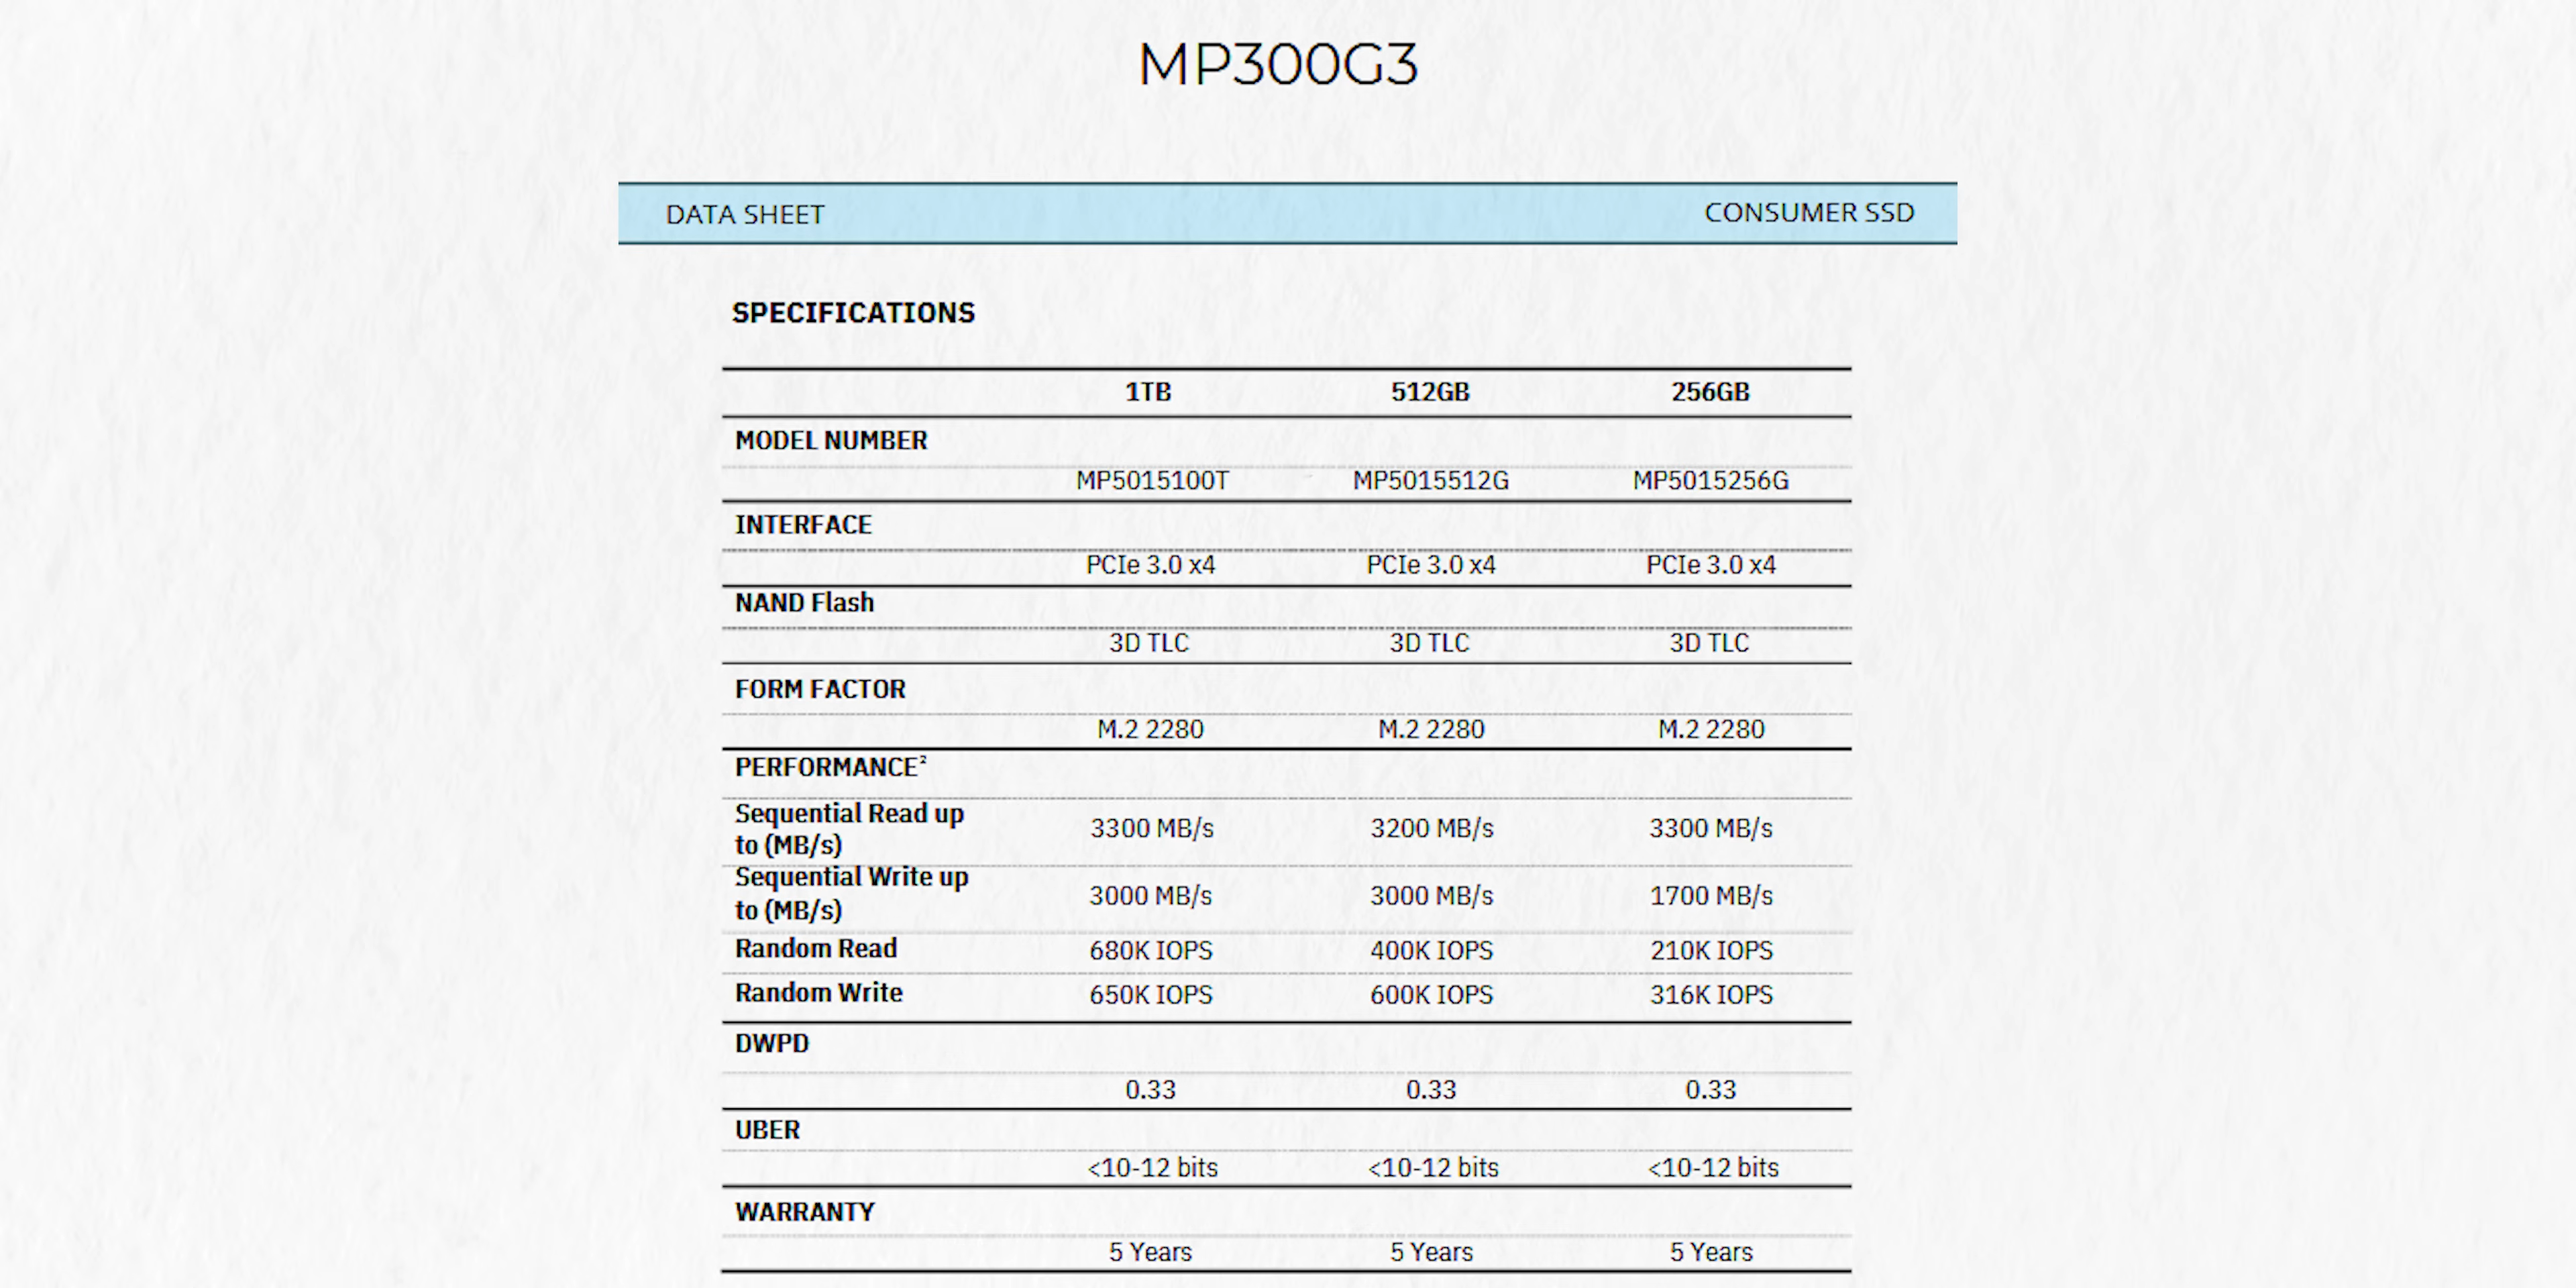 MP300G3
DATA SHEET CONSUMER SSD
SPECIFICATIONS
1TB 512GB 256GB
MODEL NUMBER
MP5015100T MP5015512G MP5015256G
INTERFACE
PCIe 3.0 x4 PCIe 3.0 x4 PCIe 3.0 x4
NAND Flash
3D TLC 3D TLC 3D TLC
FORM FACTOR
M.2 2280 M.2 2280 M.2 2280
PERFORMANCE²
Sequential Read up
to (MB/s) 3300 MB/s 3200 MB/s 3300 MB/s
Sequential Write up
to (MB/s) 3000 MB/s 3000 MB/s 1700 MB/s
Random Read 680K IOPS 400K IOPS 210K IOPS
Random Write 650K IOPS 600K IOPS 316K IOPS
DWPD
0.33 0.33 0.33
UBER
<10-12 bits <10-12 bits <10-12 bits
WARRANTY
5 Years 5 Years 5 Years